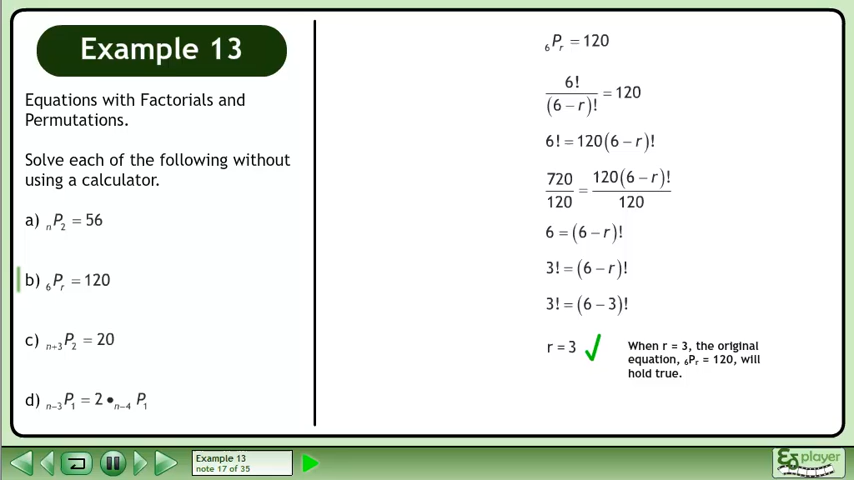 Example 13
Equations with Factorials and
Permutations.
Solve each of the following without
using a calculator.
a) ₙP₂ = 56
b) ₆Pᵣ = 120
c) ₙ₊₃P₂ = 20
d) ₙ₋₃P₁ = 2 • ₙ₋₄ P₁
₆Pᵣ = 120
6!/(6 − r)! = 120
6! = 120(6 − r)!
720/120 = 120(6 − r)!/120
6 = (6 − r)!
3! = (6 − r)!
3! = (6 − 3)!
r = 3 ✓
When r = 3, the original
equation, ₆Pᵣ = 120, will
hold true.
Example 13
note 17 of 35
player